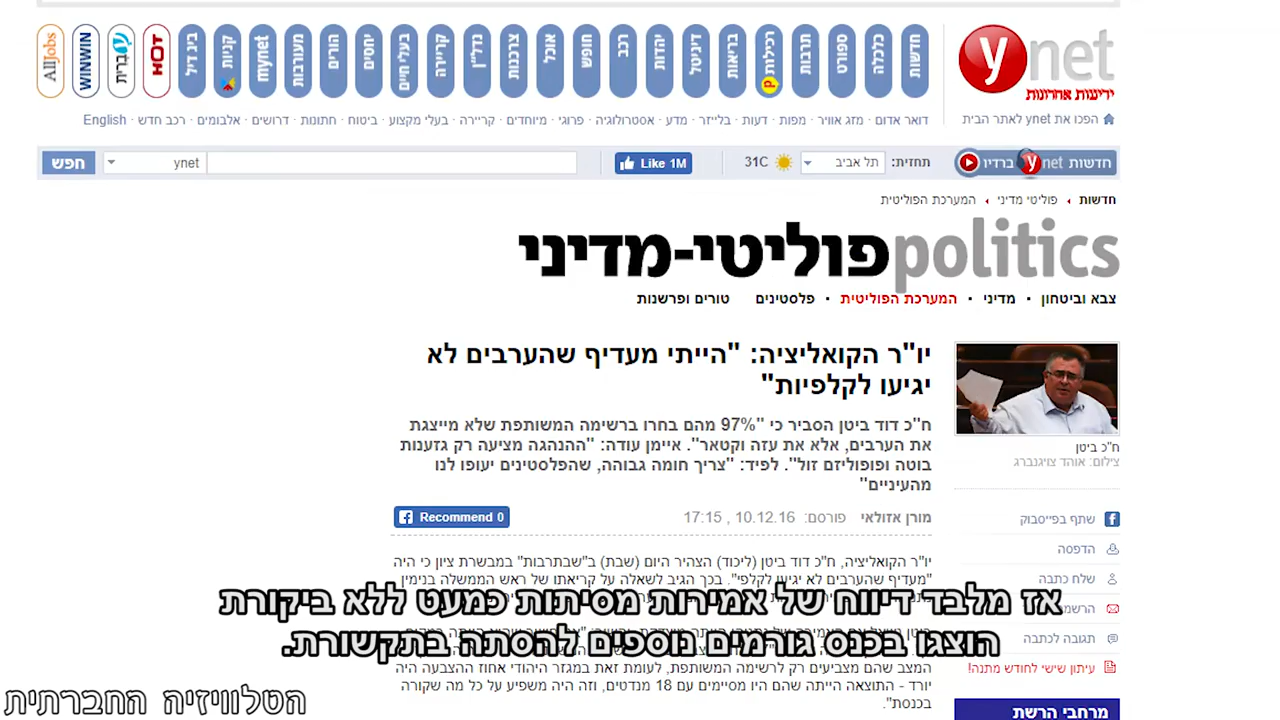 ynet
ידיעות אחרונות
הפכו את ynet לאתר הבית
חדשות
כלכלה
ספורט
תרבות
רכילות
בריאות
דיגיטל
יהדות
רכב
חופש
אוכל
צרכנות
נדל"ן
קריירה
בעלי חיים
יחסים
הורים
מעורבות
mynet
קניות
בינ דיל
HOT
עברית
WINWIN
AllJobs
דואר אדום · מזג אוויר · מפות · דעות · בלייזר · מדע · אסטרולוגיה · פרוגי · מיוחדים · קריירה · בעלי מקצוע · ביטוח · חתונות · דרושים · אלבומים · רכב חדש · English
חדשות ynet ברדיו
תחזית: תל אביב 31C
Like 1M
ynet חפש
חדשות פוליטי מדיני המערכת הפוליטית
politics פוליטי-מדיני
צבא וביטחון · מדיני · המערכת הפוליטית · פלסטינים · טורים ופרשנות
יו"ר הקואליציה: "הייתי מעדיף שהערבים לא
יגיעו לקלפיות"
ח"כ דוד ביטן הסביר כי "97% מהם בחרו ברשימה המשותפת שלא מייצגת
את הערבים, אלא את עזה וקטאר". איימן עודה: "ההנהגה מציעה רק גזענות
בוטה ופופוליזם זול". לפיד: "צריך חומה גבוהה, שהפלסטינים יעופו לנו
מהעיניים"
מורן אזולאי פורסם: 10.12.16 , 17:15
Recommend 0
יו"ר הקואליציה, ח"כ דוד ביטן (ליכוד) הצהיר היום (שבת) ב"שבתרבות" במבשרת ציון כי היה
"מעדיף שהערבים לא יגיעו לקלפי". בכך הגיב לשאלה על קריאתו של ראש הממשלה בנימין
המצב שהם מצביעים רק לרשימה המשותפת, לעומת זאת במגזר היהודי אחוז ההצבעה היה
יורד - התוצאה הייתה שהם היו מסיימים עם 18 מנדטים, וזה היה משפיע על כל מה שקורה
בכנסת".
ח"כ ביטן
צילום: אוהד צויגנברג
שתף בפייסבוק
הדפסה
שלח כתבה
תגובה לכתבה
עיתון שישי לחודש מתנה!
מרחבי הרשת
אז מלבד דיווח של אמירות מסיתות כמעט ללא ביקורת
הוצגו בכנס גורמים נוספים להסתה בתקשורת.
הטלוויזיה החברתית